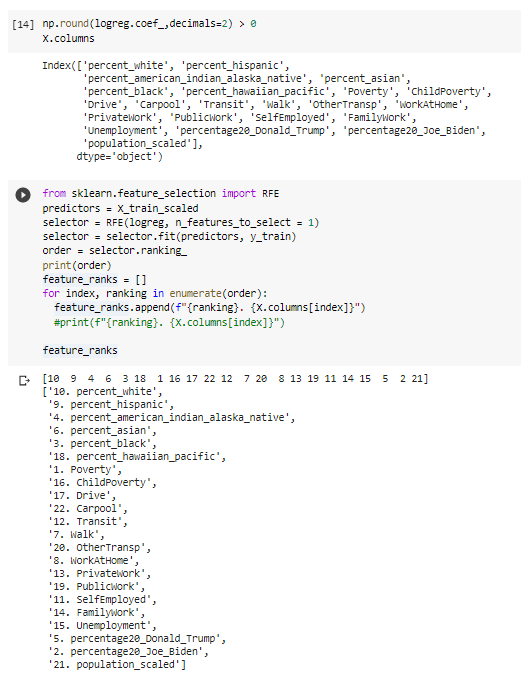 [14] np.round(logreg.coef_,decimals=2) > 0
X.columns
Index(['percent_white', 'percent_hispanic',
'percent_american_indian_alaska_native', 'percent_asian',
'percent_black', 'percent_hawaiian_pacific', 'Poverty', 'ChildPoverty',
'Drive', 'Carpool', 'Transit', 'Walk', 'OtherTransp', 'WorkAtHome',
'PrivateWork', 'PublicWork', 'SelfEmployed', 'FamilyWork',
'Unemployment', 'percentage20_Donald_Trump', 'percentage20_Joe_Biden',
'population_scaled'],
dtype='object')
from sklearn.feature_selection import RFE
predictors = X_train_scaled
selector = RFE(logreg, n_features_to_select = 1)
selector = selector.fit(predictors, y_train)
order = selector.ranking_
print(order)
feature_ranks = []
for index, ranking in enumerate(order):
feature_ranks.append(f"{ranking}. {X.columns[index]}")
#print(f"{ranking}. {X.columns[index]}")
feature_ranks
[10 9 4 6 3 18 1 16 17 22 12 7 20 8 13 19 11 14 15 5 2 21]
['10. percent_white',
'9. percent_hispanic',
'4. percent_american_indian_alaska_native',
'6. percent_asian',
'3. percent_black',
'18. percent_hawaiian_pacific',
'1. Poverty',
'16. ChildPoverty',
'17. Drive',
'22. Carpool',
'12. Transit',
'7. Walk',
'20. OtherTransp',
'8. WorkAtHome',
'13. PrivateWork',
'19. PublicWork',
'11. SelfEmployed',
'14. FamilyWork',
'15. Unemployment',
'5. percentage20_Donald_Trump',
'2. percentage20_Joe_Biden',
'21. population_scaled']